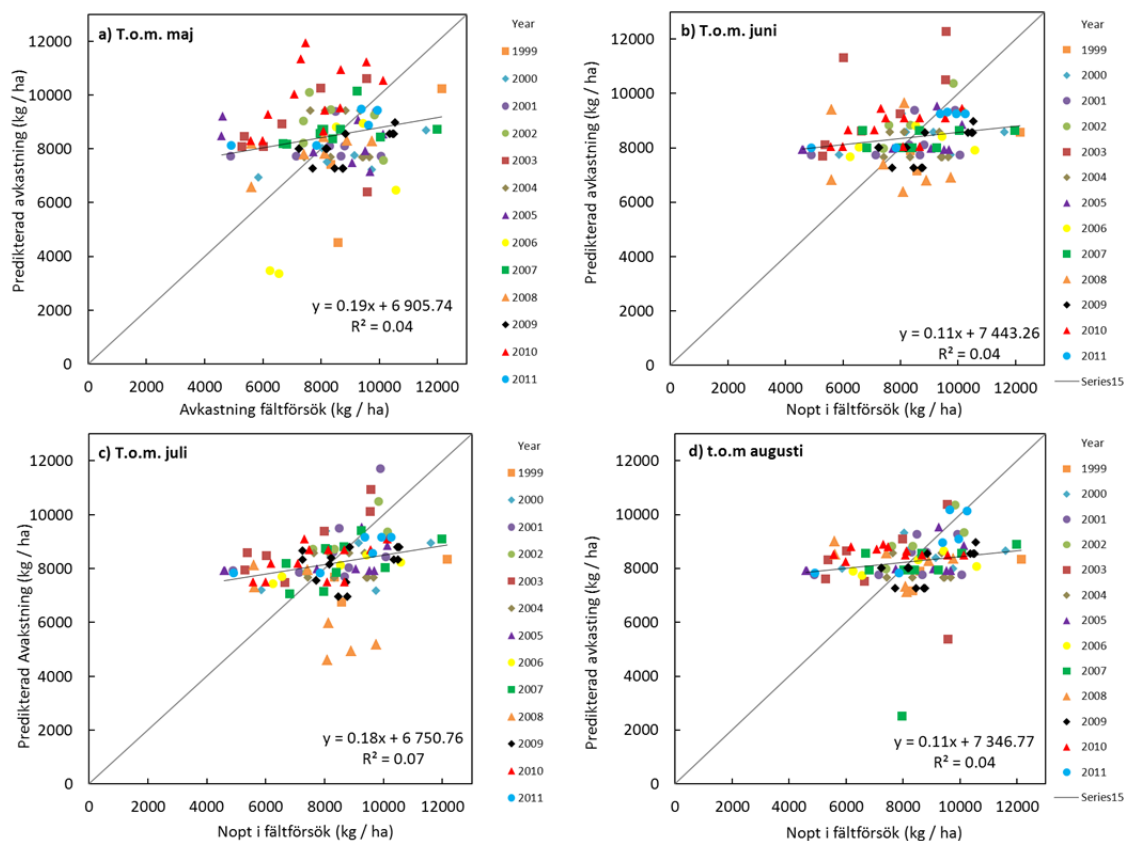 a) T.o.m. maj
Predikterad avkastning (kg / ha)
12000
10000
8000
6000
4000
2000
0
y = 0.19x + 6 905.74
R² = 0.04
0 2000 4000 6000 8000 10000 12000
Avkastning fältförsök (kg / ha)
Year
1999
2000
2001
2002
2003
2004
2005
2006
2007
2008
2009
2010
2011
b) T.o.m. juni
Predikterad avkastning (kg / ha)
12000
10000
8000
6000
4000
2000
0
y = 0.11x + 7 443.26
R² = 0.04
0 2000 4000 6000 8000 10000 12000
Nopt i fältförsök (kg / ha)
Year
1999
2000
2001
2002
2003
2004
2005
2006
2007
2008
2009
2010
2011
Series15
c) T.o.m. juli
Predikterad Avakstning (kg / ha)
12000
10000
8000
6000
4000
2000
0
y = 0.18x + 6 750.76
R² = 0.07
0 2000 4000 6000 8000 10000 12000
Nopt i fältförsök (kg / ha)
Year
1999
2000
2001
2002
2003
2004
2005
2006
2007
2008
2009
2010
2011
d) t.o.m augusti
Predikterad avkasting (kg / ha)
12000
10000
8000
6000
4000
2000
0
y = 0.11x + 7 346.77
R² = 0.04
0 2000 4000 6000 8000 10000 12000
Nopt i fältförsök (kg / ha)
Year
1999
2000
2001
2002
2003
2004
2005
2006
2007
2008
2009
2010
2011
Series15